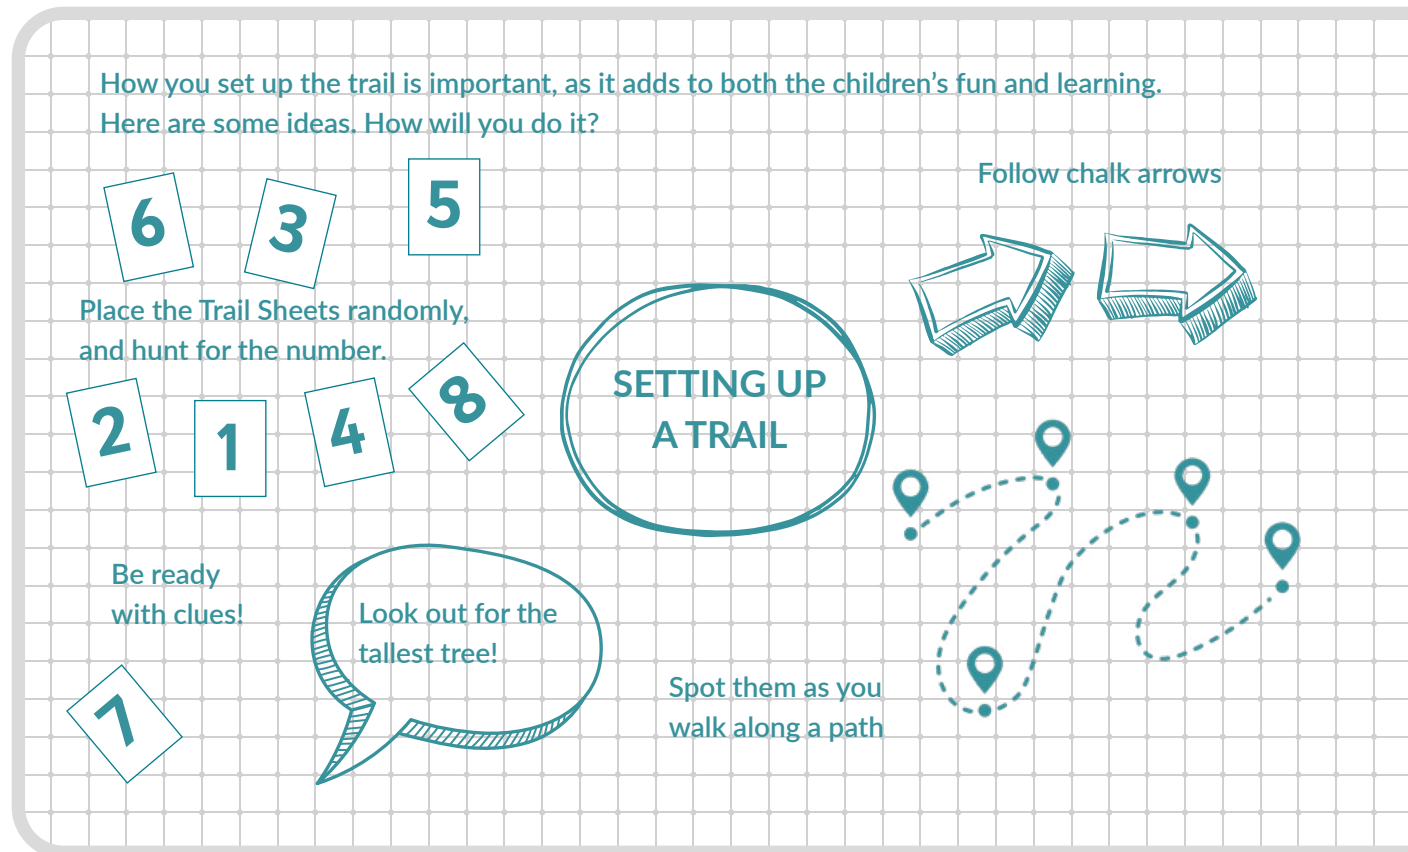 How you set up the trail is important, as it adds to both the children's fun and learning.
Here are some ideas. How will you do it?
6
3
5
Place the Trail Sheets randomly,
and hunt for the number.
2
1
4
8
SETTING UP
A TRAIL
Follow chalk arrows
Be ready
with clues!
7
Look out for the
tallest tree!
Spot them as you
walk along a path